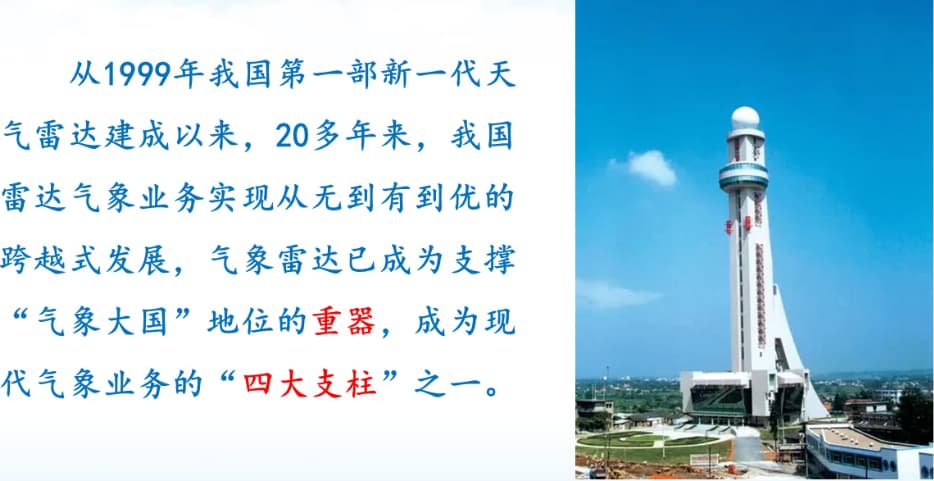 从1999年我国第一部新一代天
气雷达建成以来，20多年来，我国
雷达气象业务实现从无到有到优的
跨越式发展，气象雷达已成为支撑
“气象大国”地位的重器，成为现
代气象业务的“四大支柱”之一。